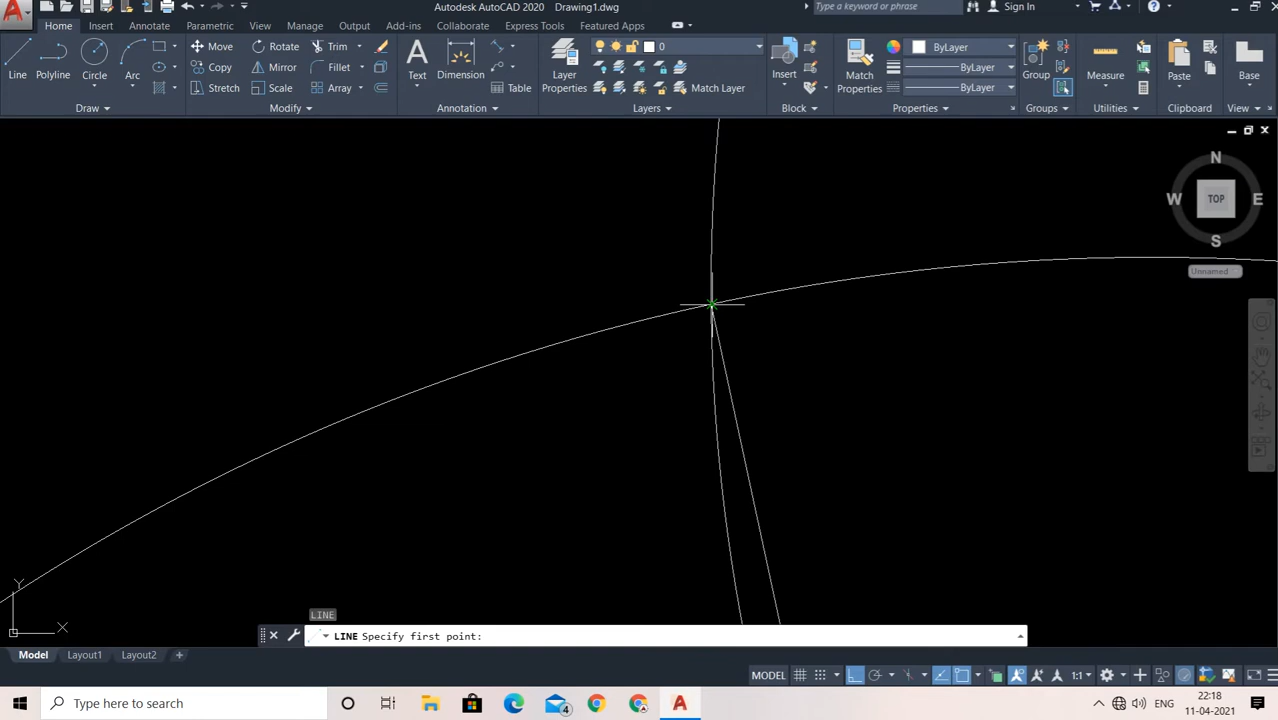 Autodesk AutoCAD 2020 Drawing1.dwg
Type a keyword or phrase
Sign In
Home Insert Annotate Parametric View Manage Output Add-ins Collaborate Express Tools Featured Apps
Line Polyline Circle Arc
Move Rotate Trim
Copy Mirror Fillet
Stretch Scale Array
Text Dimension
Table
Layer
Properties
0
Match Layer
Insert
Match
Properties
ByLayer
ByLayer
ByLayer
Group
Measure
Paste
Base
Draw Modify Annotation Layers Block Properties Groups Utilities Clipboard View
N
W TOP E
S
Unnamed
Y
X
LINE
LINE Specify first point:
Model Layout1 Layout2 +
MODEL 1:1
Type here to search
4
ENG
22:18
11-04-2021